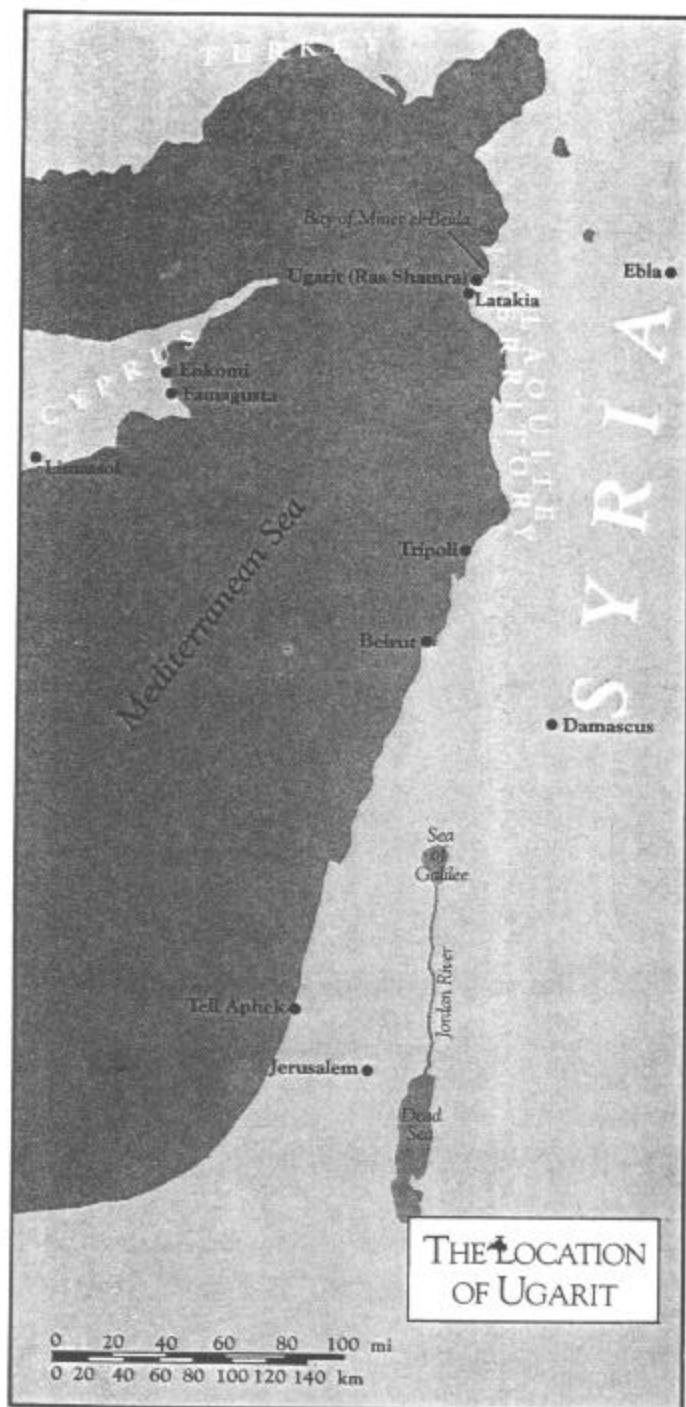 TURKEY
Bay of Minet el-Beida
Ugarit (Ras Shamra)
Latakia
Ebla
ALAOUITE
TERRITORY
SYRIA
CYPRUS
Enkomi
Famagusta
Limassol
Mediterranean Sea
Tripoli
Beirut
Damascus
Sea
of
Galilee
Jordan River
Tell Aphek
Jerusalem
Dead
Sea
THE LOCATION
OF UGARIT
0 20 40 60 80 100 mi
0 20 40 60 80 100 120 140 km